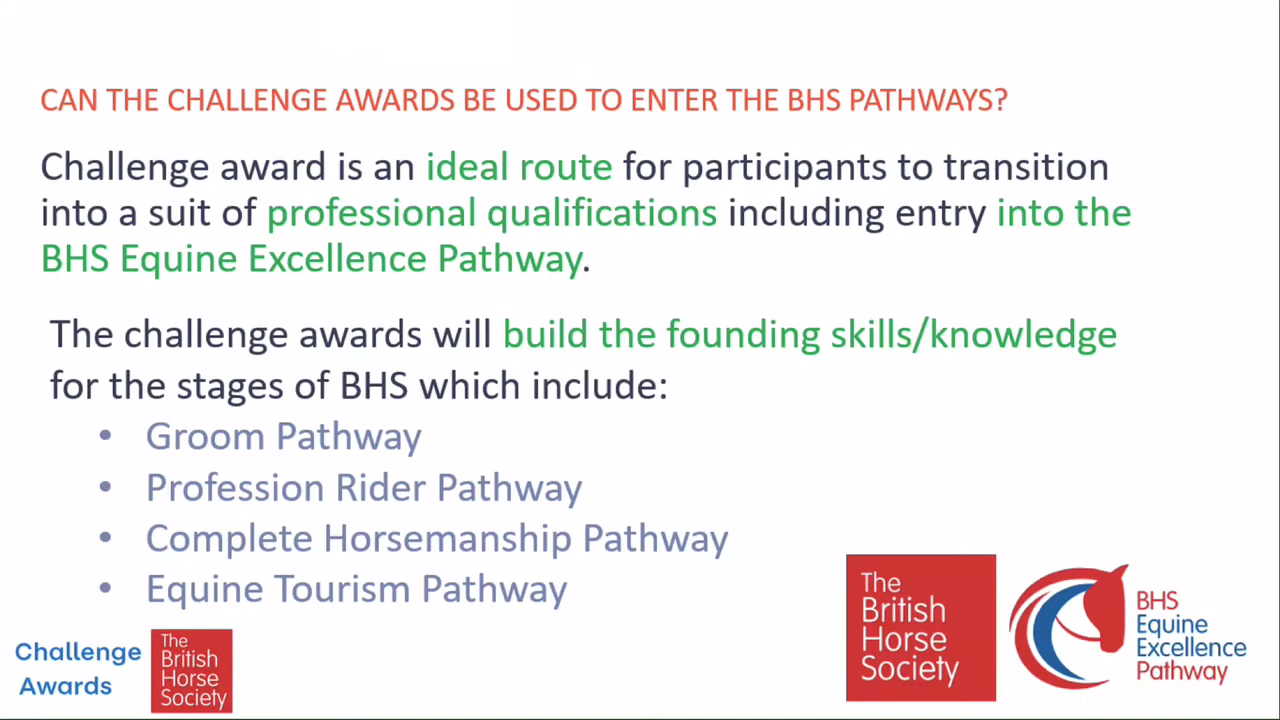 CAN THE CHALLENGE AWARDS BE USED TO ENTER THE BHS PATHWAYS?
Challenge award is an ideal route for participants to transition
into a suit of professional qualifications including entry into the
BHS Equine Excellence Pathway.
The challenge awards will build the founding skills/knowledge
for the stages of BHS which include:
• Groom Pathway
• Profession Rider Pathway
• Complete Horsemanship Pathway
• Equine Tourism Pathway
Challenge
Awards
The
British
Horse
Society
The
British
Horse
Society
BHS
Equine
Excellence
Pathway